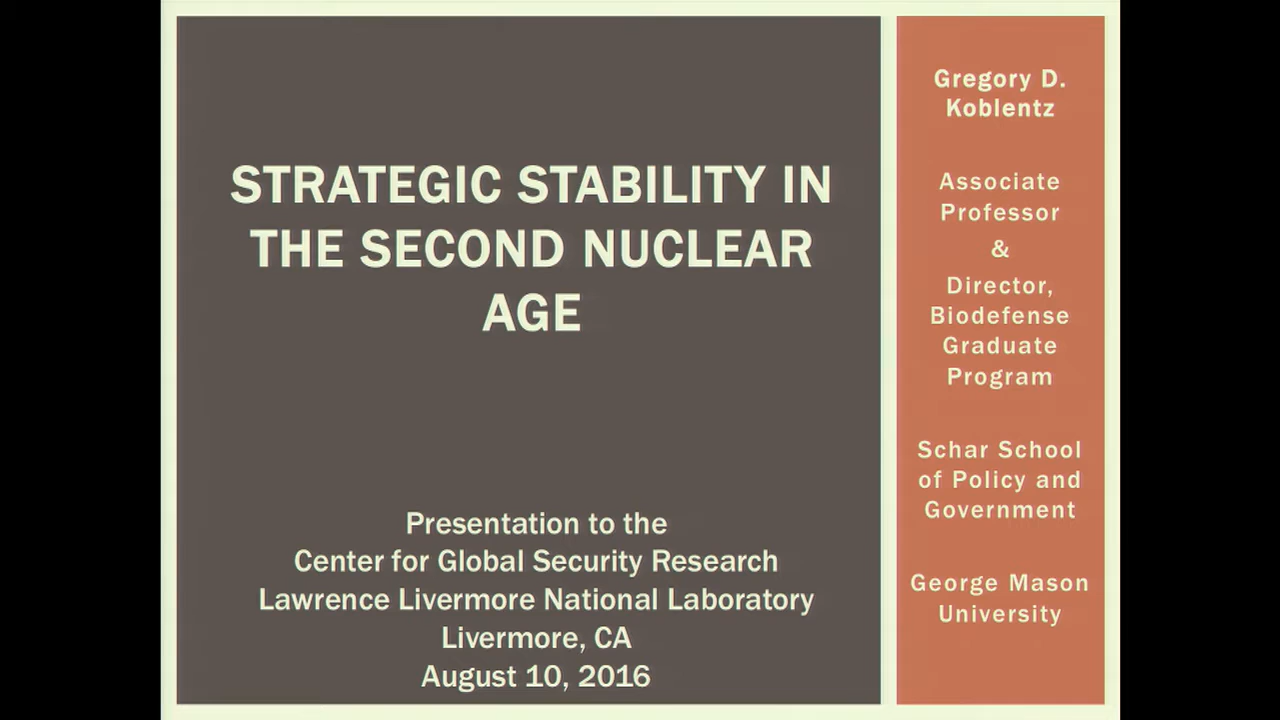 STRATEGIC STABILITY IN
THE SECOND NUCLEAR
AGE
Presentation to the
Center for Global Security Research
Lawrence Livermore National Laboratory
Livermore, CA
August 10, 2016
Gregory D.
Koblentz
Associate
Professor
&
Director,
Biodefense
Graduate
Program
Schar School
of Policy and
Government
George Mason
University